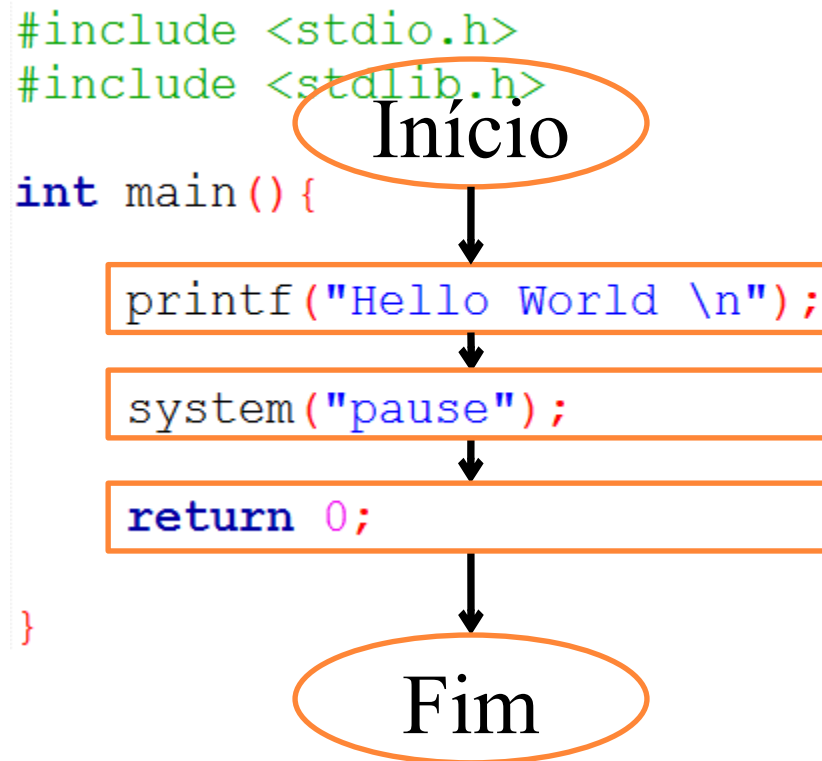 #include <stdio.h>
#include <stdlib.h>
Início
int main(){
printf("Hello World \n");
system("pause");
return 0;
}
Fim